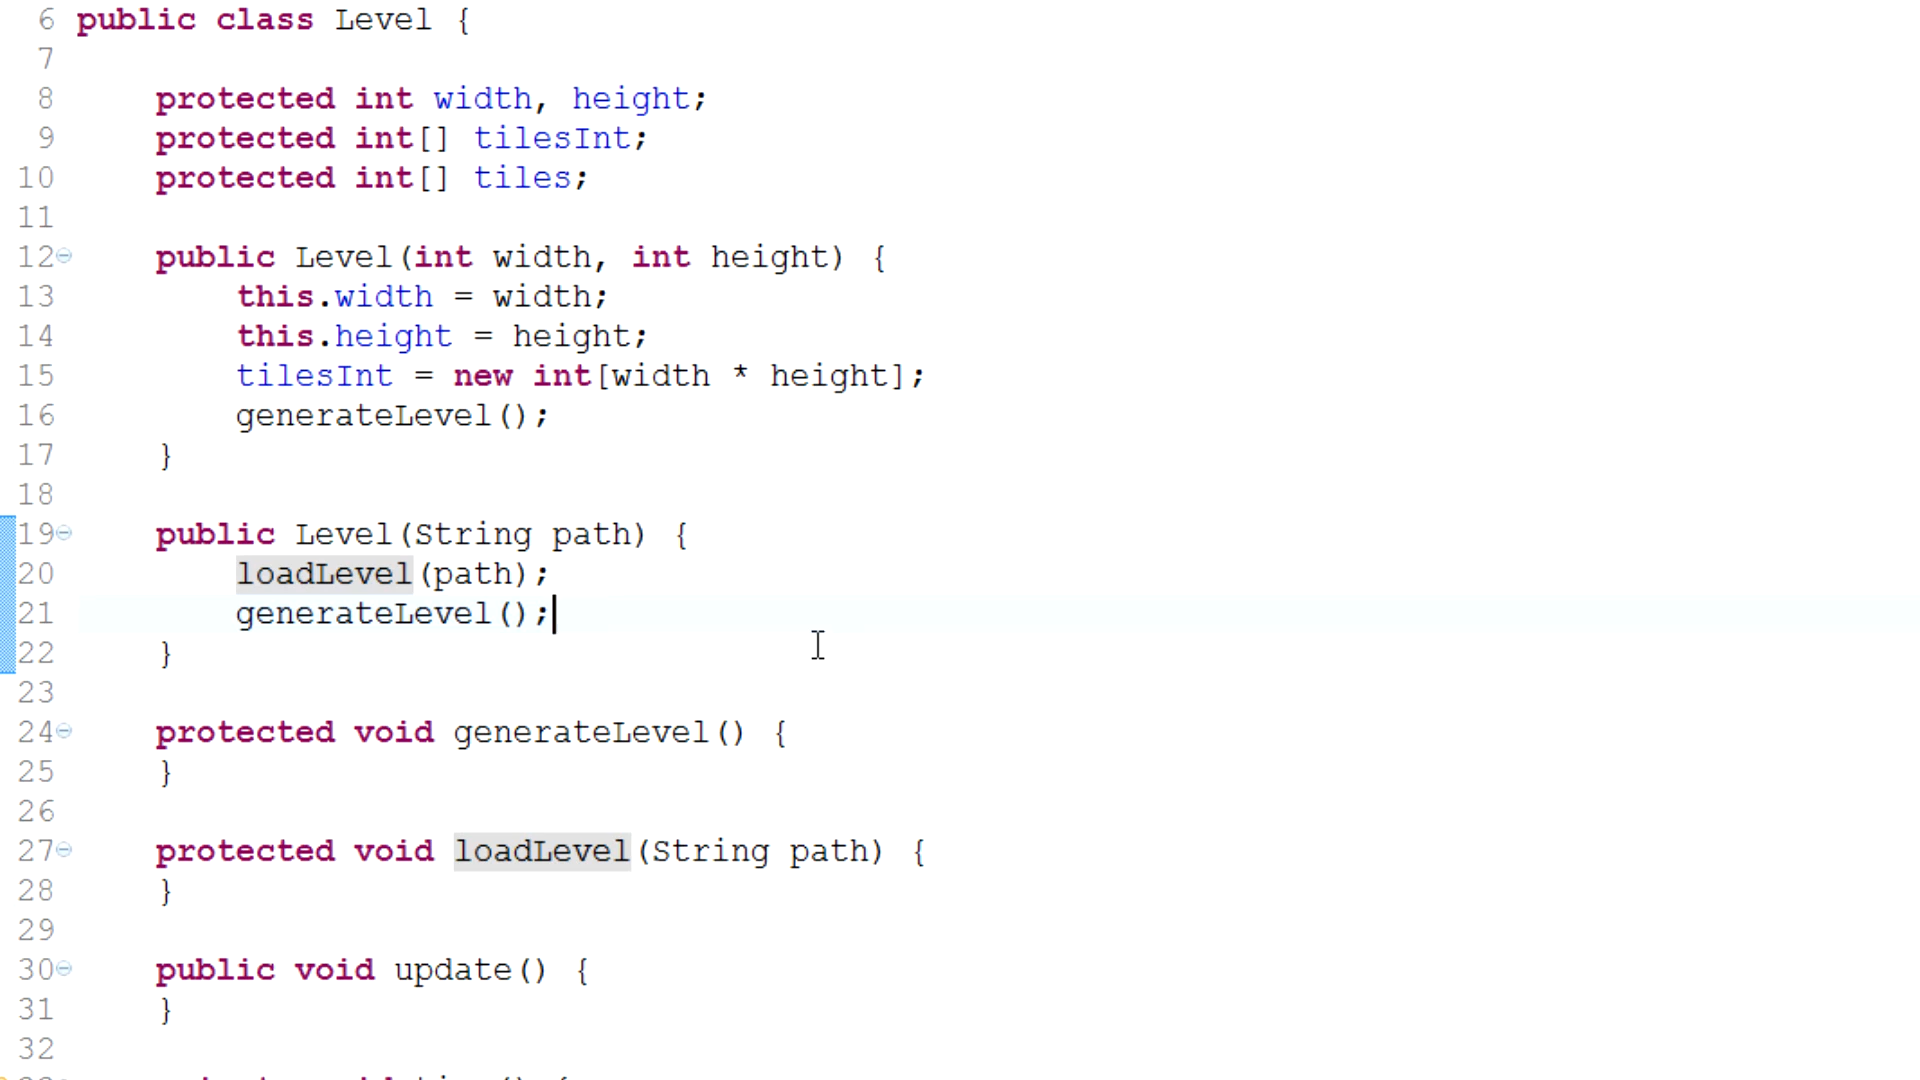 6 public class Level {
7
8 protected int width, height;
9 protected int[] tilesInt;
10 protected int[] tiles;
11
12 public Level(int width, int height) {
13 this.width = width;
14 this.height = height;
15 tilesInt = new int[width * height];
16 generateLevel();
17 }
18
19 public Level(String path) {
20 loadLevel(path);
21 generateLevel();
22 }
23
24 protected void generateLevel() {
25 }
26
27 protected void loadLevel(String path) {
28 }
29
30 public void update() {
31 }
32